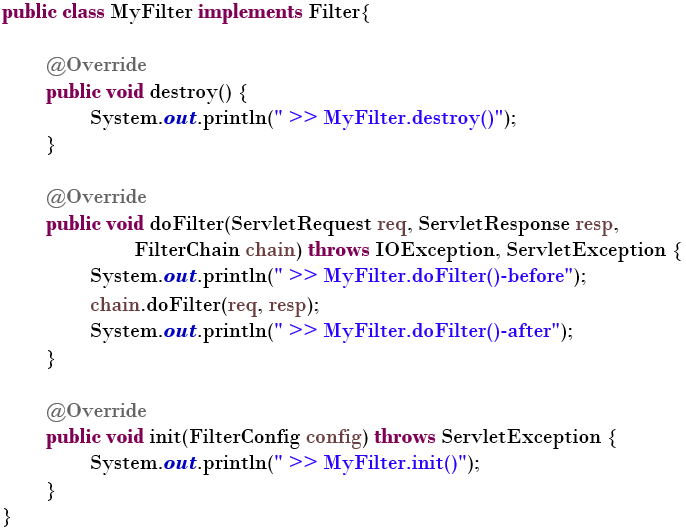 public class MyFilter implements Filter{
@Override
public void destroy() {
System.out.println(" >> MyFilter.destroy()");
}
@Override
public void doFilter(ServletRequest req, ServletResponse resp,
FilterChain chain) throws IOException, ServletException {
System.out.println(" >> MyFilter.doFilter()-before");
chain.doFilter(req, resp);
System.out.println(" >> MyFilter.doFilter()-after");
}
@Override
public void init(FilterConfig config) throws ServletException {
System.out.println(" >> MyFilter.init()");
}
}